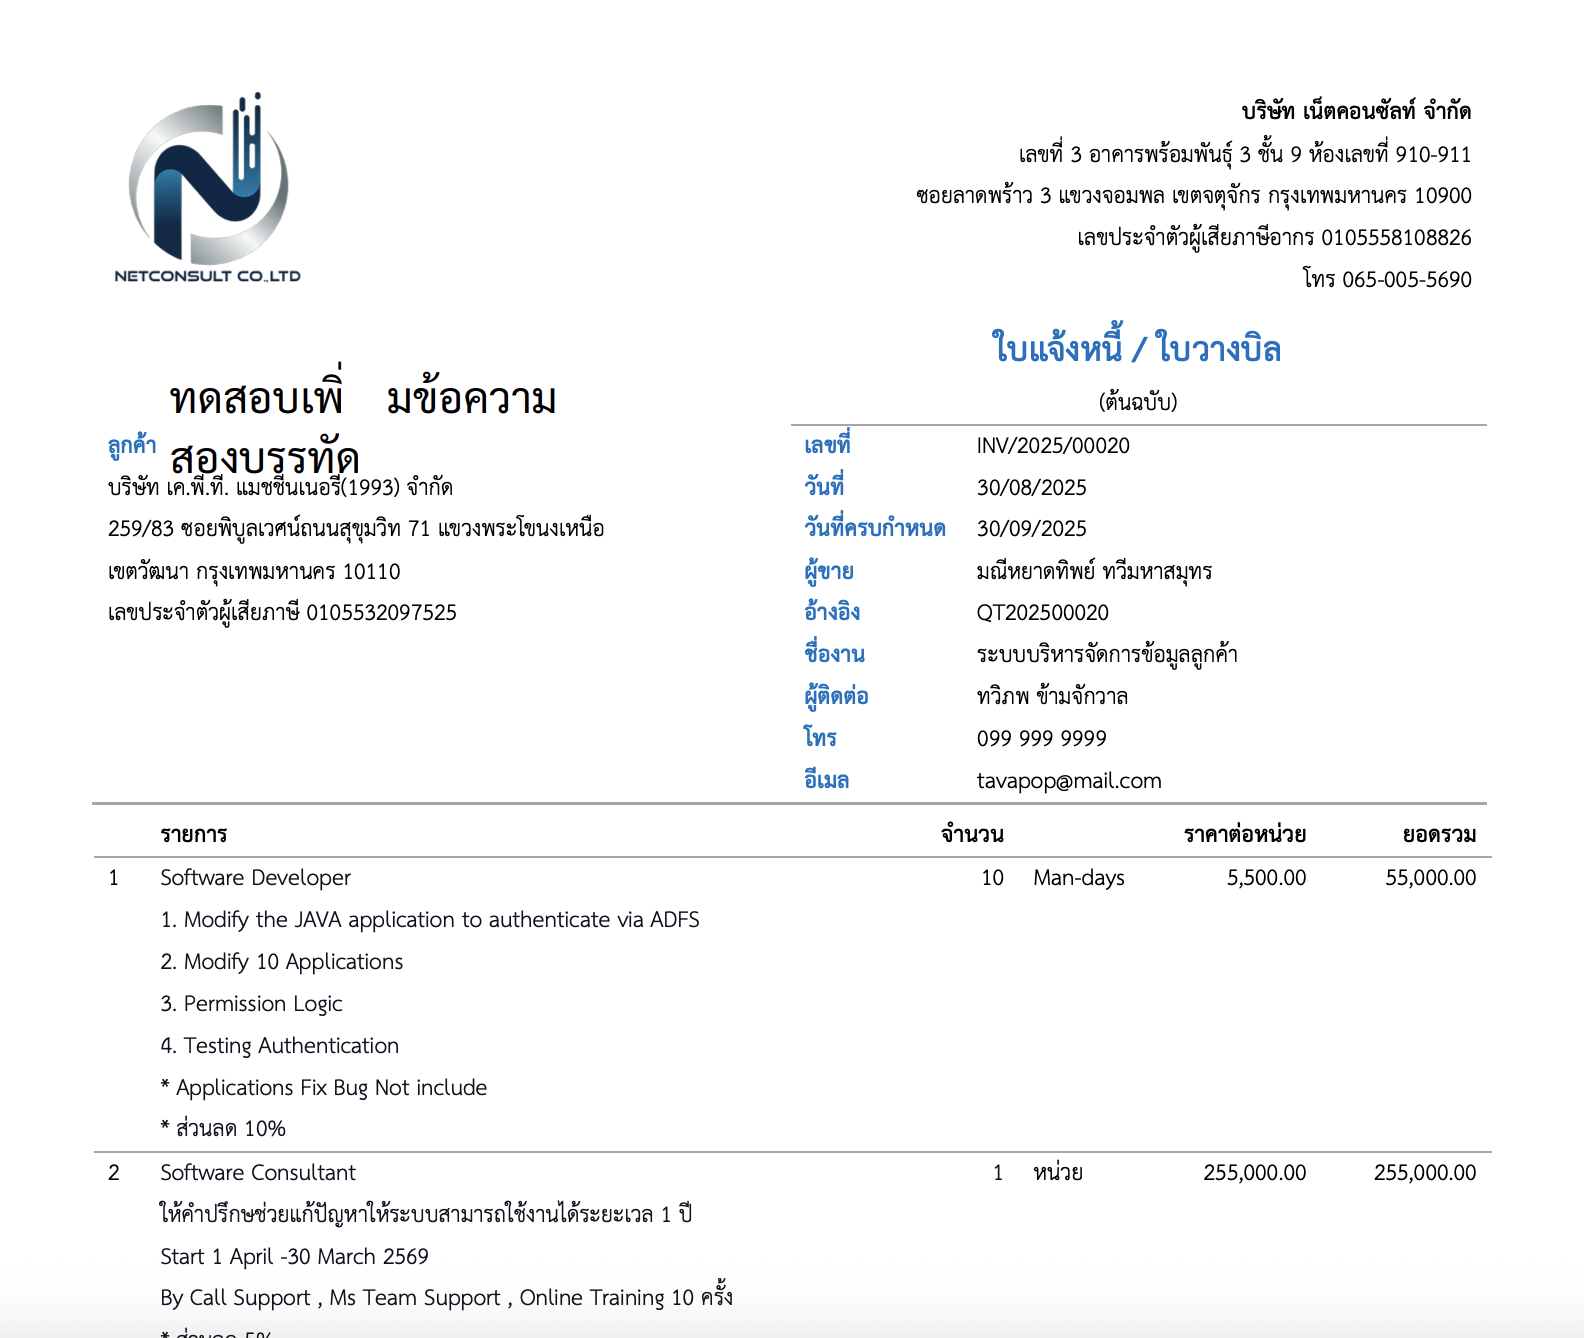 NETCONSULT CO.,LTD
บริษัท เน็ตคอนซัลท์ จำกัด
เลขที่ 3 อาคารพร้อมพันธุ์ 3 ชั้น 9 ห้องเลขที่ 910-911
ซอยลาดพร้าว 3 แขวงจอมพล เขตจตุจักร กรุงเทพมหานคร 10900
เลขประจำตัวผู้เสียภาษีอากร 0105558108826
โทร 065-005-5690
ใบแจ้งหนี้ / ใบวางบิล
(ต้นฉบับ)
ทดสอบเพิ่ มข้อความ
สองบรรทัด
ลูกค้า
บริษัท เค.พี.ที. แมชชีนเนอรี่(1993) จำกัด
259/83 ซอยพิบูลเวศน์ถนนสุขุมวิท 71 แขวงพระโขนงเหนือ
เขตวัฒนา กรุงเทพมหานคร 10110
เลขประจำตัวผู้เสียภาษี 0105532097525
เลขที่ INV/2025/00020
วันที่ 30/08/2025
วันที่ครบกำหนด 30/09/2025
ผู้ขาย มณีหยาดทิพย์ ทวีมหาสมุทร
อ้างอิง QT202500020
ชื่องาน ระบบบริหารจัดการข้อมูลลูกค้า
ผู้ติดต่อ ทวิภพ ข้ามจักวาล
โทร 099 999 9999
อีเมล tavapop@mail.com
รายการ จำนวน ราคาต่อหน่วย ยอดรวม
1 Software Developer 10 Man-days 5,500.00 55,000.00
1. Modify the JAVA application to authenticate via ADFS
2. Modify 10 Applications
3. Permission Logic
4. Testing Authentication
* Applications Fix Bug Not include
* ส่วนลด 10%
2 Software Consultant 1 หน่วย 255,000.00 255,000.00
ให้คำปรึกษช่วยแก้ปัญหาให้ระบบสามารถใช้งานได้ระยะเวล 1 ปี
Start 1 April -30 March 2569
By Call Support , Ms Team Support , Online Training 10 ครั้ง
* ส่วนลด 5%